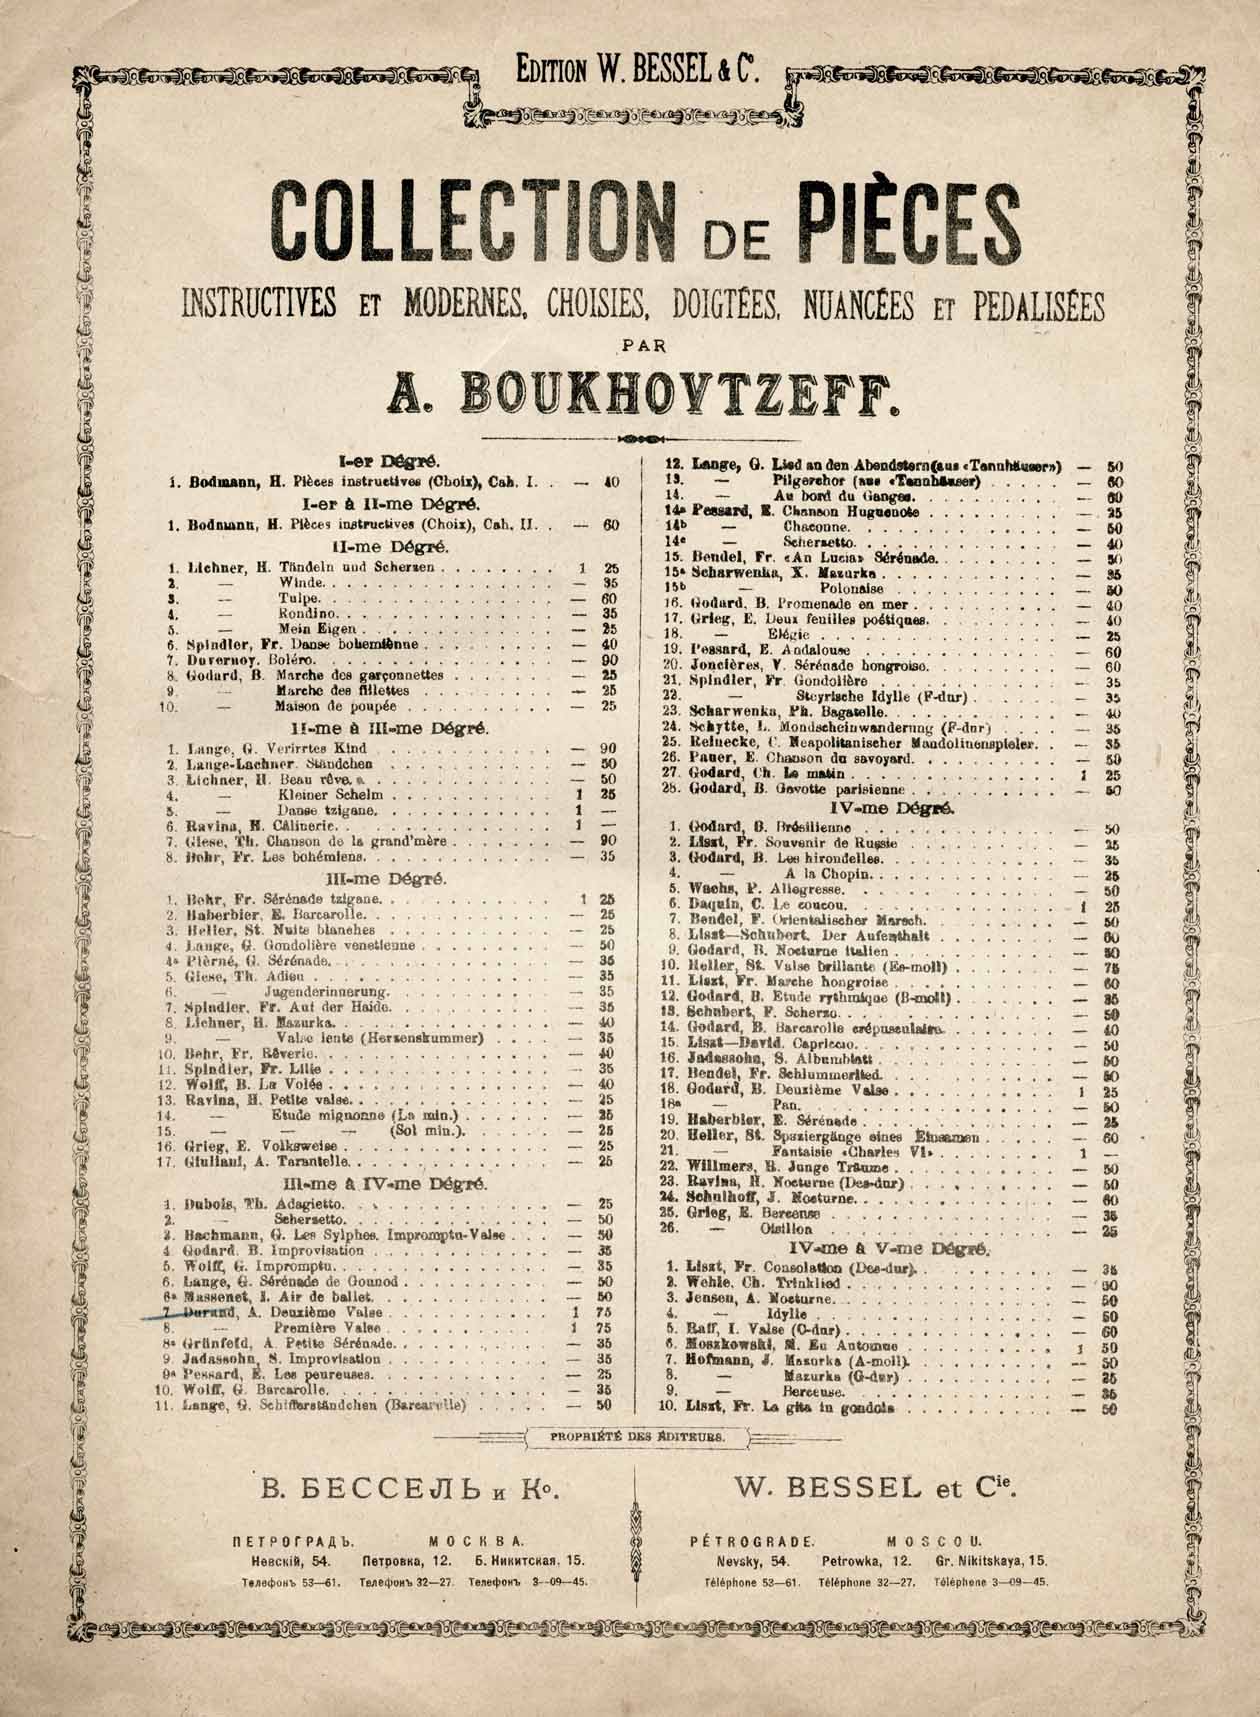 EDITION W. BESSEL & Cº.
COLLECTION DE PIÈCES
INSTRUCTIVES ET MODERNES, CHOISIES, DOIGTÉES, NUANCÉES ET PEDALISÉES
PAR
A. BOUKHOVTZEFF.
I-er Dégré.
1. Bodmann, H. Pièces instructives (Choix), Cah. I. . — 40
I-er à II-me Dégré.
1. Bodmann, H. Pièces instructives (Choix), Cah. II. . — 60
II-me Dégré.
1. Lichner, H. Tändeln und Scherzen . . . . . . . . 1 25
2. — Winde. . . . . . . . . . . . . . . — 35
3. — Tulpe. . . . . . . . . . . . . . . — 60
4. — Rondino. . . . . . . . . . . . . . — 35
5. — Mein Eigen . . . . . . . . . . . . — 25
6. Spindler, Fr. Danse bohemiènne . . . . . . . . . — 40
7. Duvernoy. Boléro. . . . . . . . . . . . . . . . — 90
8. Godard, B. Marche des garçonnettes . . . . . . . — 25
9. — Marche des fillettes . . . . . . . . — 25
10. — Maison de poupée . . . . . . . . . . — 25
II-me à III-me Dégré.
1. Lange, G. Verirrtes Kind . . . . . . . . . . . . — 90
2. Lange-Lachner. Ständchen . . . . . . . . . . . — 50
3. Lichner, H. Beau rêve. . . . . . . . . . . . . — 50
4. — Kleiner Schelm . . . . . . . . . . 1 25
5. — Danse tzigane. . . . . . . . . . . 1 —
6. Ravina, H. Câlinerie. . . . . . . . . . . . . . 1 —
7. Giese, Th. Chanson de la grand'mère . . . . . . . — 90
8. Behr, Fr. Les bohémiens. . . . . . . . . . . . . — 35
III-me Dégré.
1. Behr, Fr. Sérénade tzigane. . . . . . . . . . . . 1 25
2. Haberbier, E. Barcarolle. . . . . . . . . . . . . — 25
3. Heller, St. Nuits blanches . . . . . . . . . . . — 25
4. Lange, G. Gondolière venetienne . . . . . . . . . — 50
4a Pièrné, G. Sérénade. . . . . . . . . . . . . . . — 35
5. Giese, Th. Adieu . . . . . . . . . . . . . . . . — 35
6. — Jugenderinnerung. . . . . . . . . . — 35
7. Spindler, Fr. Auf der Haide. . . . . . . . . . . — 35
8. Lichner, H. Mazurka. . . . . . . . . . . . . . . — 40
9. — Valse lente (Herzenskummer) . . . . . — 35
10. Behr, Fr. Rêverie. . . . . . . . . . . . . . . . — 40
11. Spindler, Fr. Lilie . . . . . . . . . . . . . . — 35
12. Wolff, B. La Volée . . . . . . . . . . . . . . . — 40
13. Ravina, H. Petite valse. . . . . . . . . . . . . — 25
14. — Etude mignonne (La min.) . . . . . . — 25
15. — — — (Sol min.). . . . . . — 25
16. Grieg, E. Volksweise . . . . . . . . . . . . . . — 25
17. Giuliani, A. Tarantelle. . . . . . . . . . . . . — 25
III-me à IV-me Dégré.
1. Dubois, Th. Adagietto. . . . . . . . . . . . . . — 25
2. — Scherzetto. . . . . . . . . . . . . — 50
3. Bachmann, G. Les Sylphes. Impromptu-Valse . . . — 50
4. Godard, B. Improvisation . . . . . . . . . . . . — 35
5. Wolff, G. Impromptu. . . . . . . . . . . . . . . — 35
6. Lange, G. Sérénade de Gounod . . . . . . . . . . — 50
6a Massenet, I. Air de ballet. . . . . . . . . . . . — 50
7. Durand, A. Deuxième Valse . . . . . . . . . . . 1 75
8. — Première Valse . . . . . . . . . . . 1 75
8a Grünfeld, A. Petite Sérénade. . . . . . . . . . . — 35
9. Jadassohn, S. Improvisation . . . . . . . . . . . — 35
9a Pessard, E. Les peureuses. . . . . . . . . . . . — 25
10. Wolff, G. Barcarolle. . . . . . . . . . . . . . — 35
11. Lange, G. Schifferständchen (Barcarolle) . . . . . — 50
12. Lange, G. Lied an den Abendstern (aus «Tannhäuser») — 50
13. — Pilgerchor (aus «Tannhäuser) . . . . . — 60
14. — Au bord du Ganges. . . . . . . . . . — 60
14a Pessard, E. Chanson Huguenote . . . . . . . . . — 25
14b — Chaconne. . . . . . . . . . . . . . — 50
14c — Scherzetto. . . . . . . . . . . . . — 40
15. Bendel, Fr. «An Lucia» Sérénade. . . . . . . . . — 50
15a Scharwenka, X. Mazurka . . . . . . . . . . . . . — 35
15b — Polonaise . . . . . . . . . . . — 50
16. Godard, B. Promenade en mer . . . . . . . . . . — 40
17. Grieg, E. Deux feuilles poétiques. . . . . . . . . — 40
18. — Elégie . . . . . . . . . . . . . . — 25
19. Pessard, E. Andalouse . . . . . . . . . . . . . — 60
20. Joncières, V. Sérénade hongroise. . . . . . . . . — 60
21. Spindler, Fr. Gondolière . . . . . . . . . . . . — 35
22. — Steyrische Idylle (F-dur) . . . . . . — 35
23. Scharwenka, Ph. Bagatelle. . . . . . . . . . . . — 40
24. Schytte, L. Mondscheinwanderung (F-dur) . . . . . — 35
25. Reinecke, C. Neapolitanischer Mandolinenspieler. . — 35
26. Pauer, E. Chanson du savoyard. . . . . . . . . . — 50
27. Godard, Ch. Le matin . . . . . . . . . . . . . . 1 25
28. Godard, B. Gavotte parisienne . . . . . . . . . . — 50
IV-me Dégré.
1. Godard, B. Brésilienne . . . . . . . . . . . . . — 50
2. Liszt, Fr. Souvenir de Russie . . . . . . . . . . — 25
3. Godard, B. Les hirondelles. . . . . . . . . . . . — 35
4. — A la Chopin. . . . . . . . . . . . . — 25
5. Wachs, P. Allegresse. . . . . . . . . . . . . . — 50
6. Daquin, C. Le coucou. . . . . . . . . . . . . . 1 25
7. Bendel, F. Orientalischer Marsch. . . . . . . . . — 50
8. Liszt—Schubert. Der Aufenthalt . . . . . . . . . — 60
9. Godard, B. Nocturne italien . . . . . . . . . . . — 50
10. Heller, St. Valse brillante (Es-moll) . . . . . . — 75
11. Liszt, Fr. Marche hongroise . . . . . . . . . . . — 60
12. Godard, B. Etude rythmique (B-moll) . . . . . . . — 35
13. Schubert, F. Scherzo. . . . . . . . . . . . . . — 50
14. Godard, B. Barcarolle crépusculaire. . . . . . . — 40
15. Liszt—David. Capriccio. . . . . . . . . . . . . — 50
16. Jadassohn, S. Albumblatt . . . . . . . . . . . . — 50
17. Bendel, Fr. Schlummerlied. . . . . . . . . . . . — 50
18. Godard, B. Deuxième Valse . . . . . . . . . . . 1 25
18a — Pan. . . . . . . . . . . . . . . . — 50
19. Haberbier, E. Sérénade . . . . . . . . . . . . . — 25
20. Heller, St. Spaziergänge eines Einsamen . . . . . — 60
21. — Fantaisie «Charles VI» . . . . . . . 1 —
22. Willmers, R. Junge Träume . . . . . . . . . . . — 50
23. Ravina, H. Nocturne (Des-dur) . . . . . . . . . — 50
24. Schulhoff, J. Nocturne. . . . . . . . . . . . . — 60
25. Grieg, E. Berceuse . . . . . . . . . . . . . . . — 35
26. — Oisillon . . . . . . . . . . . . . — 25
IV-me à V-me Dégré.
1. Liszt, Fr. Consolation (Des-dur). . . . . . . . . — 35
2. Wehle, Ch. Trinklied . . . . . . . . . . . . . . — 50
3. Jensen, A. Nocturne. . . . . . . . . . . . . . . — 50
4. — Idylle . . . . . . . . . . . . . . — 50
5. Raff, I. Valse (C-dur) . . . . . . . . . . . . . — 60
6. Moszkowski, M. En Automne . . . . . . . . . . . 1 50
7. Hofmann, J. Mazurka (A-moll). . . . . . . . . . . — 50
8. — Mazurka (G-dur) . . . . . . . . . . — 25
9. — Berceuse. . . . . . . . . . . . . . — 35
10. Liszt, Fr. La gita in gondola . . . . . . . . . . — 50
PROPRIÉTÉ DES ÉDITEURS.
В. БЕССЕЛЬ и Кº.
ПЕТРОГРАДЪ. МОСКВА.
Невскій, 54. Петровка, 12. Б. Никитская, 15.
Телефонъ 53—61. Телефонъ 32—27. Телефонъ 3—09—45.
W. BESSEL et Cie.
PÉTROGRADE. MOSCOU.
Nevsky, 54. Petrowka, 12. Gr. Nikitskaya, 15.
Téléphone 53—61. Téléphone 32—27. Téléphone 3—09—45.